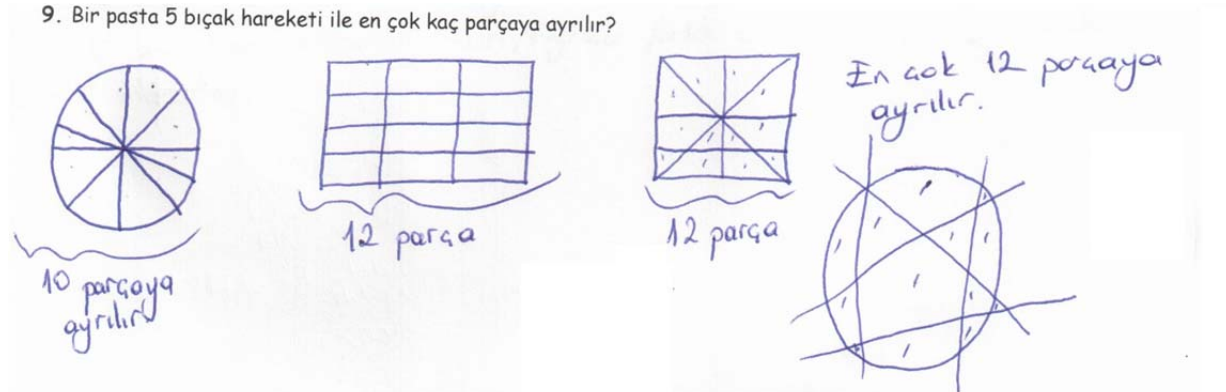 9. Bir pasta 5 bıçak hareketi ile en çok kaç parçaya ayrılır?
En çok 12 parçaya
ayrılır.
12 parça
12 parça
10 parçaya
ayrılır